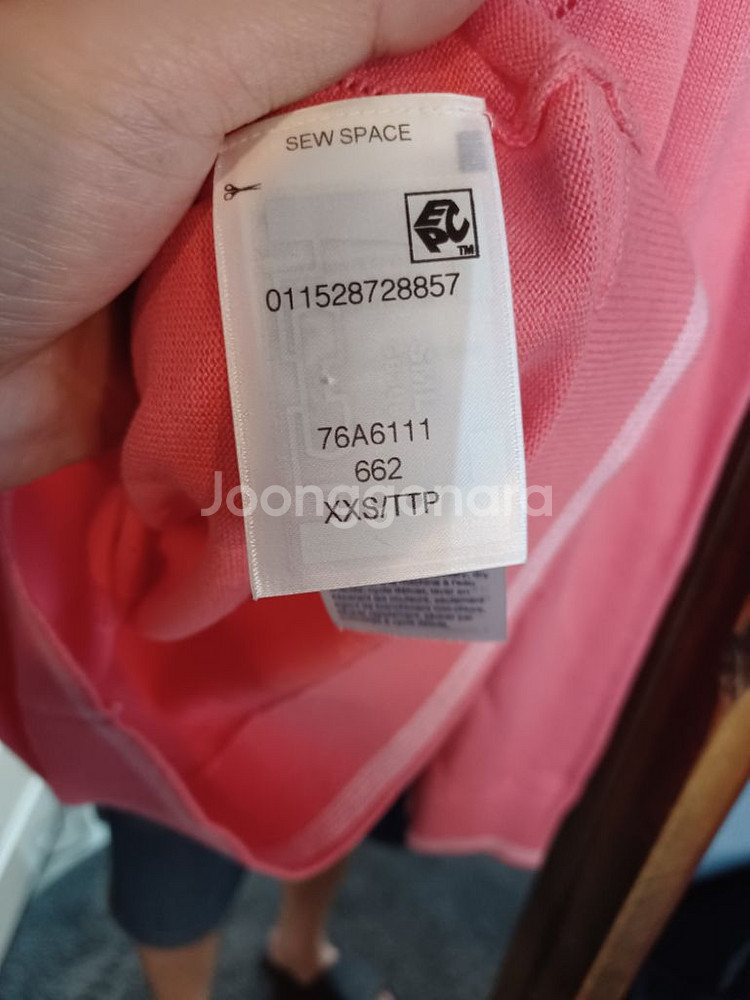 SEW SPACE
EPC
TM
011528728857
76A6111
662
Joonggonara
XXS/TTP